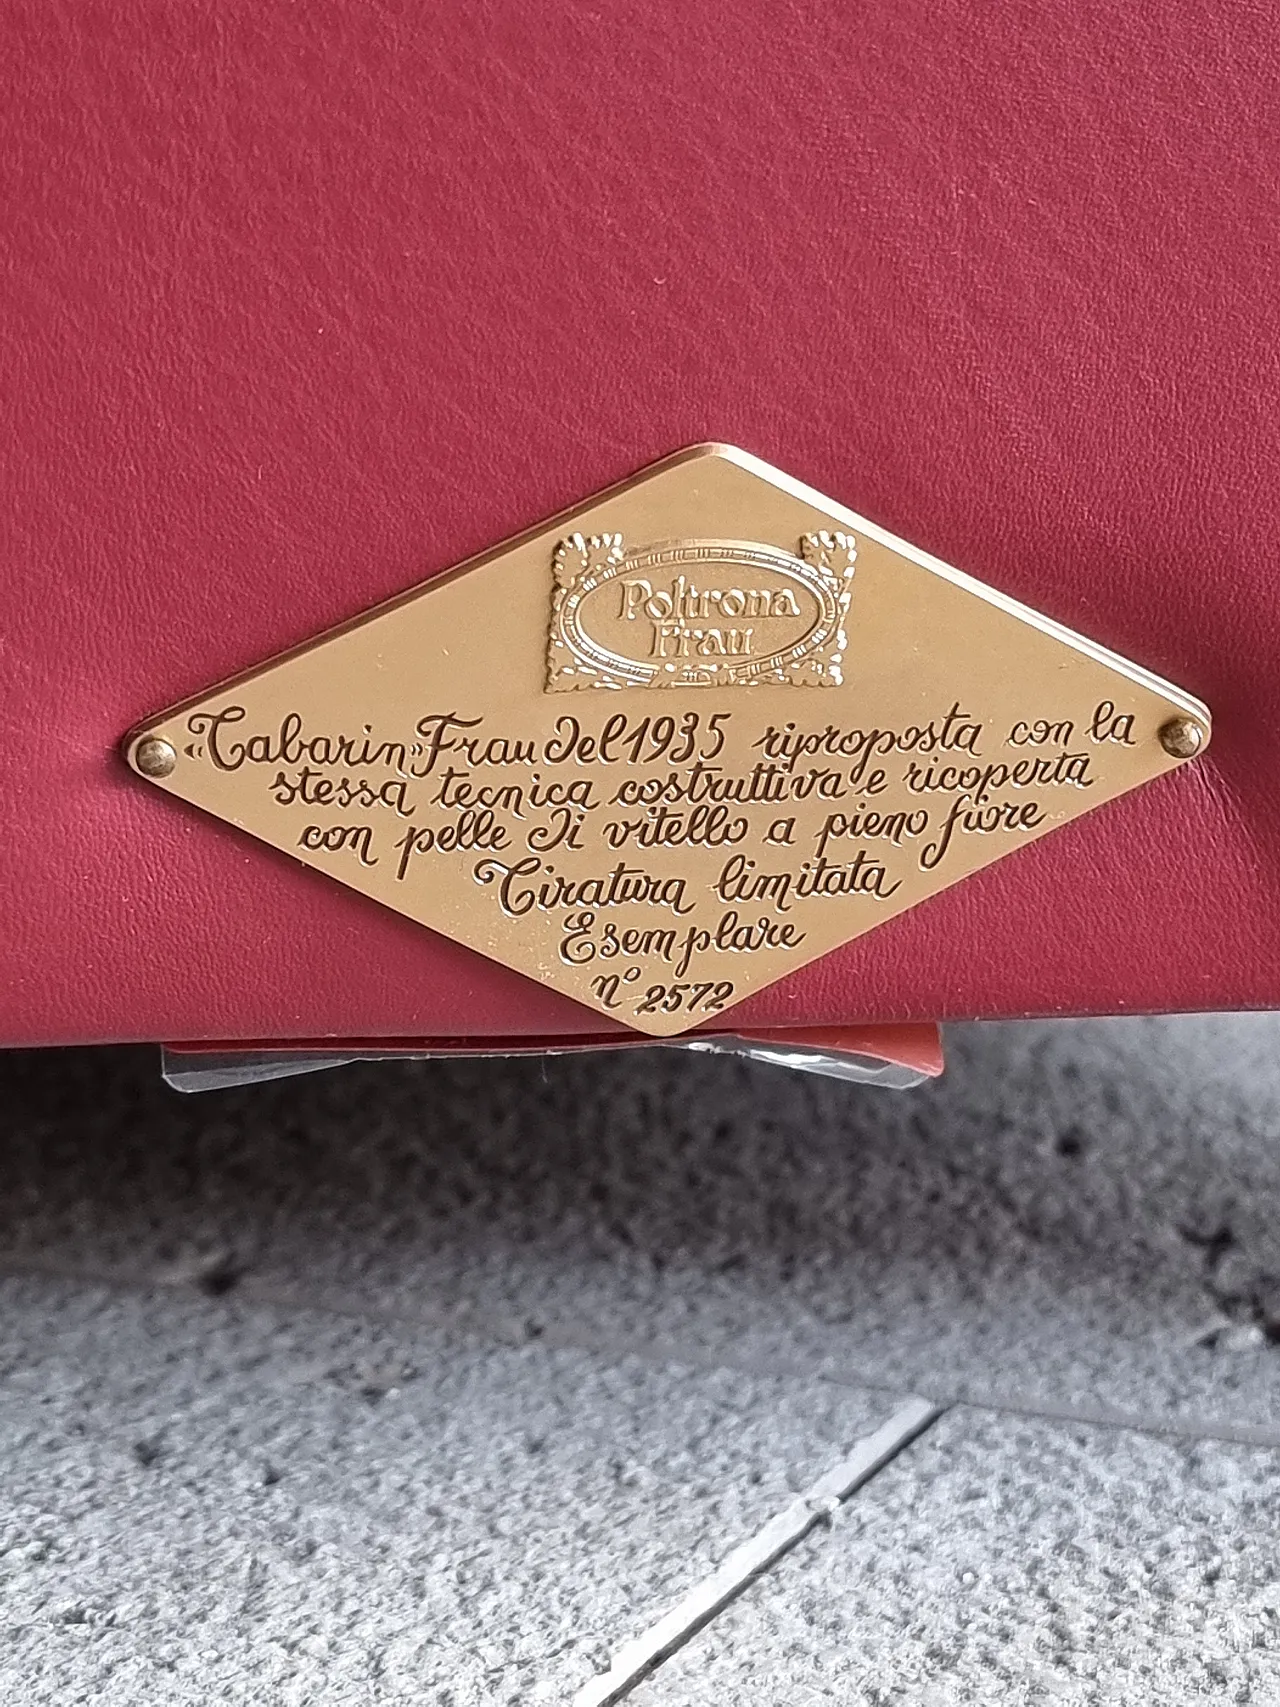 Poltrona
Frau
"Tabarin" Frau del 1935 riproposta con la
stessa tecnica costruttiva e ricoperta
con pelle di vitello a pieno fiore
Tiratura limitata
Esemplare
n° 2572